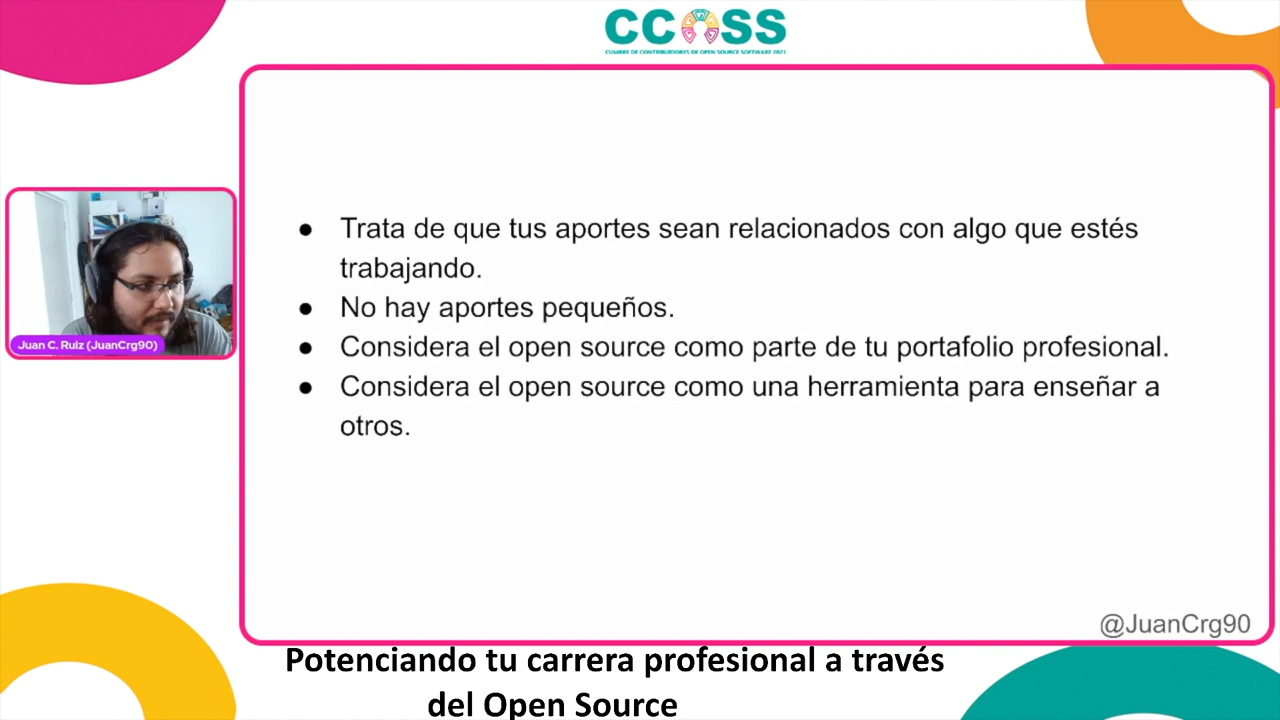 CCOSS
CUMBRE DE CONTRIBUIDORES DE OPEN SOURCE SOFTWARE 2021
● Trata de que tus aportes sean relacionados con algo que estés
trabajando.
● No hay aportes pequeños.
● Considera el open source como parte de tu portafolio profesional.
● Considera el open source como una herramienta para enseñar a
otros.
Juan C. Ruiz (JuanCrg90)
@JuanCrg90
Potenciando tu carrera profesional a través
del Open Source